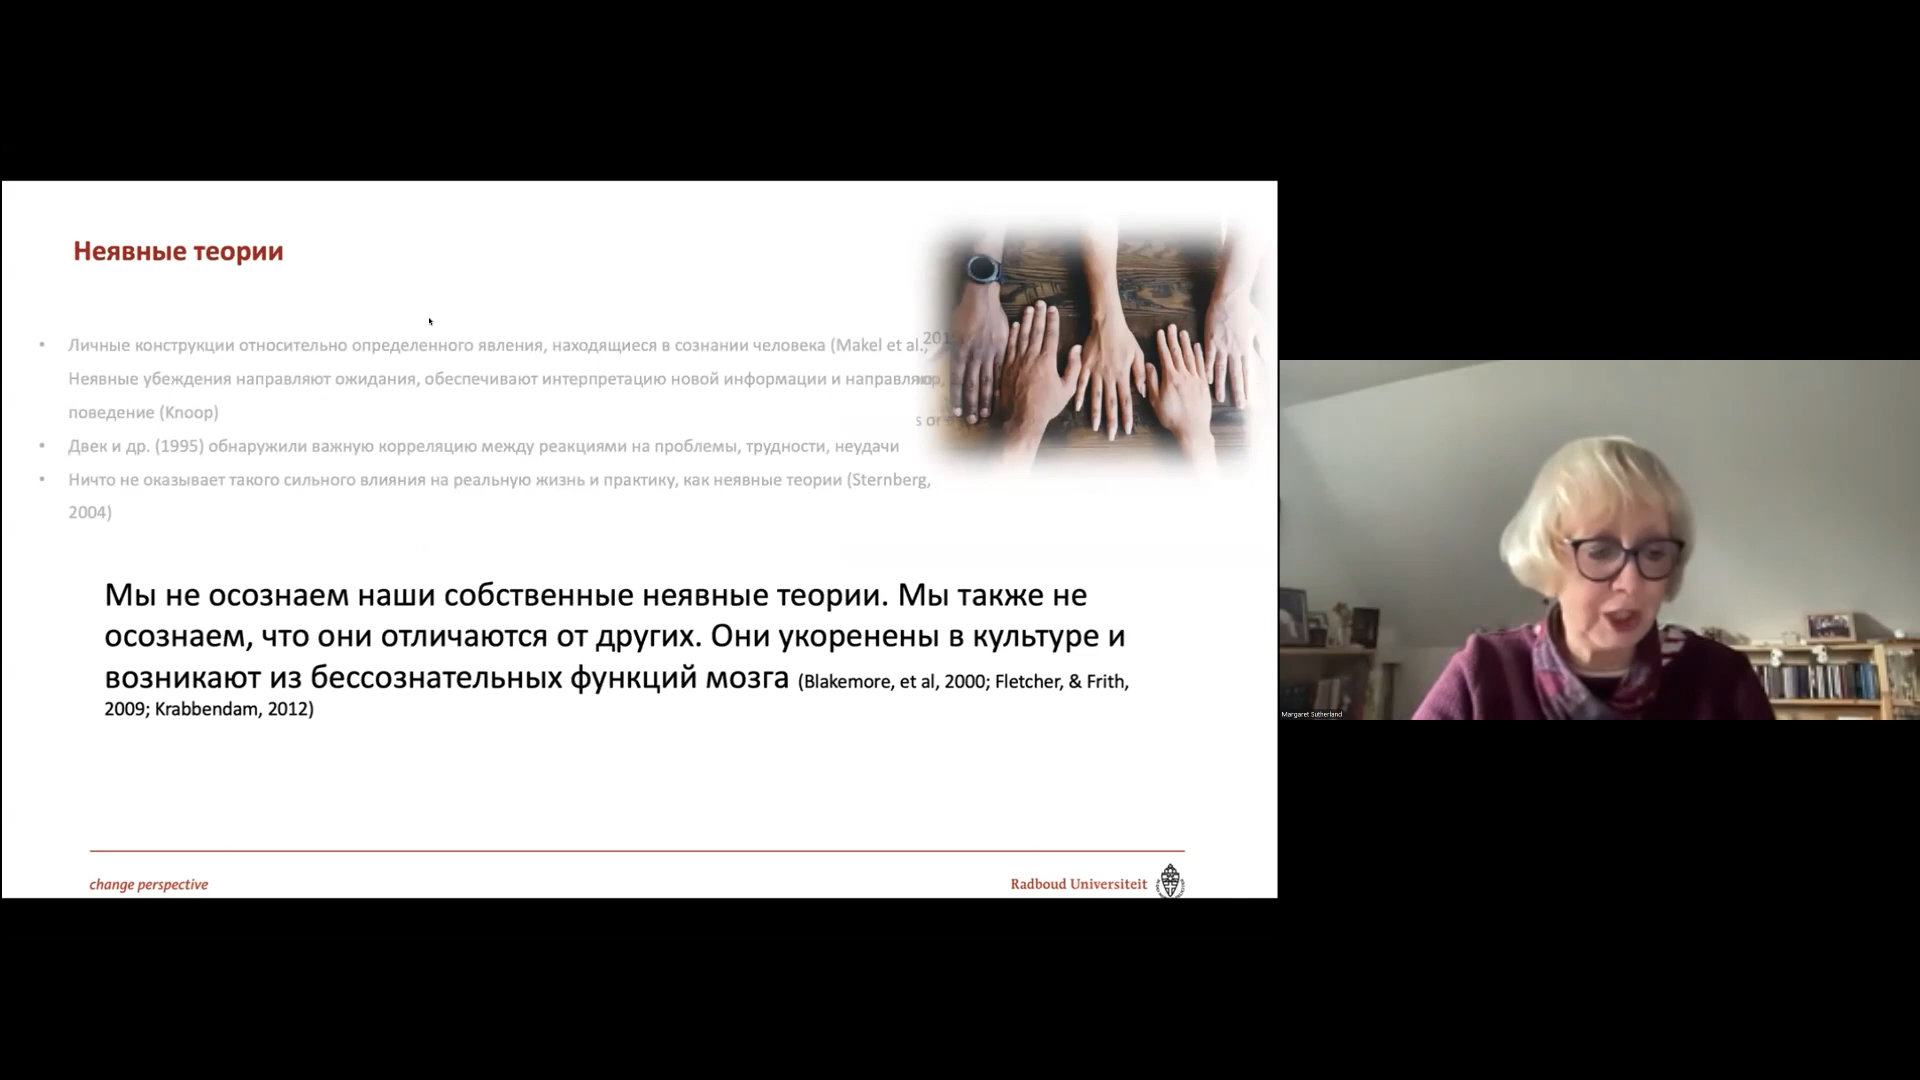 Неявные теории
• Личные конструкции относительно определенного явления, находящиеся в сознании человека (Makel et al.,
Неявные убеждения направляют ожидания, обеспечивают интерпретацию новой информации и направляют
поведение (Knoop)
• Двек и др. (1995) обнаружили важную корреляцию между реакциями на проблемы, трудности, неудачи
• Ничто не оказывает такого сильного влияния на реальную жизнь и практику, как неявные теории (Sternberg,
2004)
Мы не осознаем наши собственные неявные теории. Мы также не
осознаем, что они отличаются от других. Они укоренены в культуре и
возникают из бессознательных функций мозга (Blakemore, et al, 2000; Fletcher, & Frith,
2009; Krabbendam, 2012)
change perspective
Radboud Universiteit
Margaret Sutherland